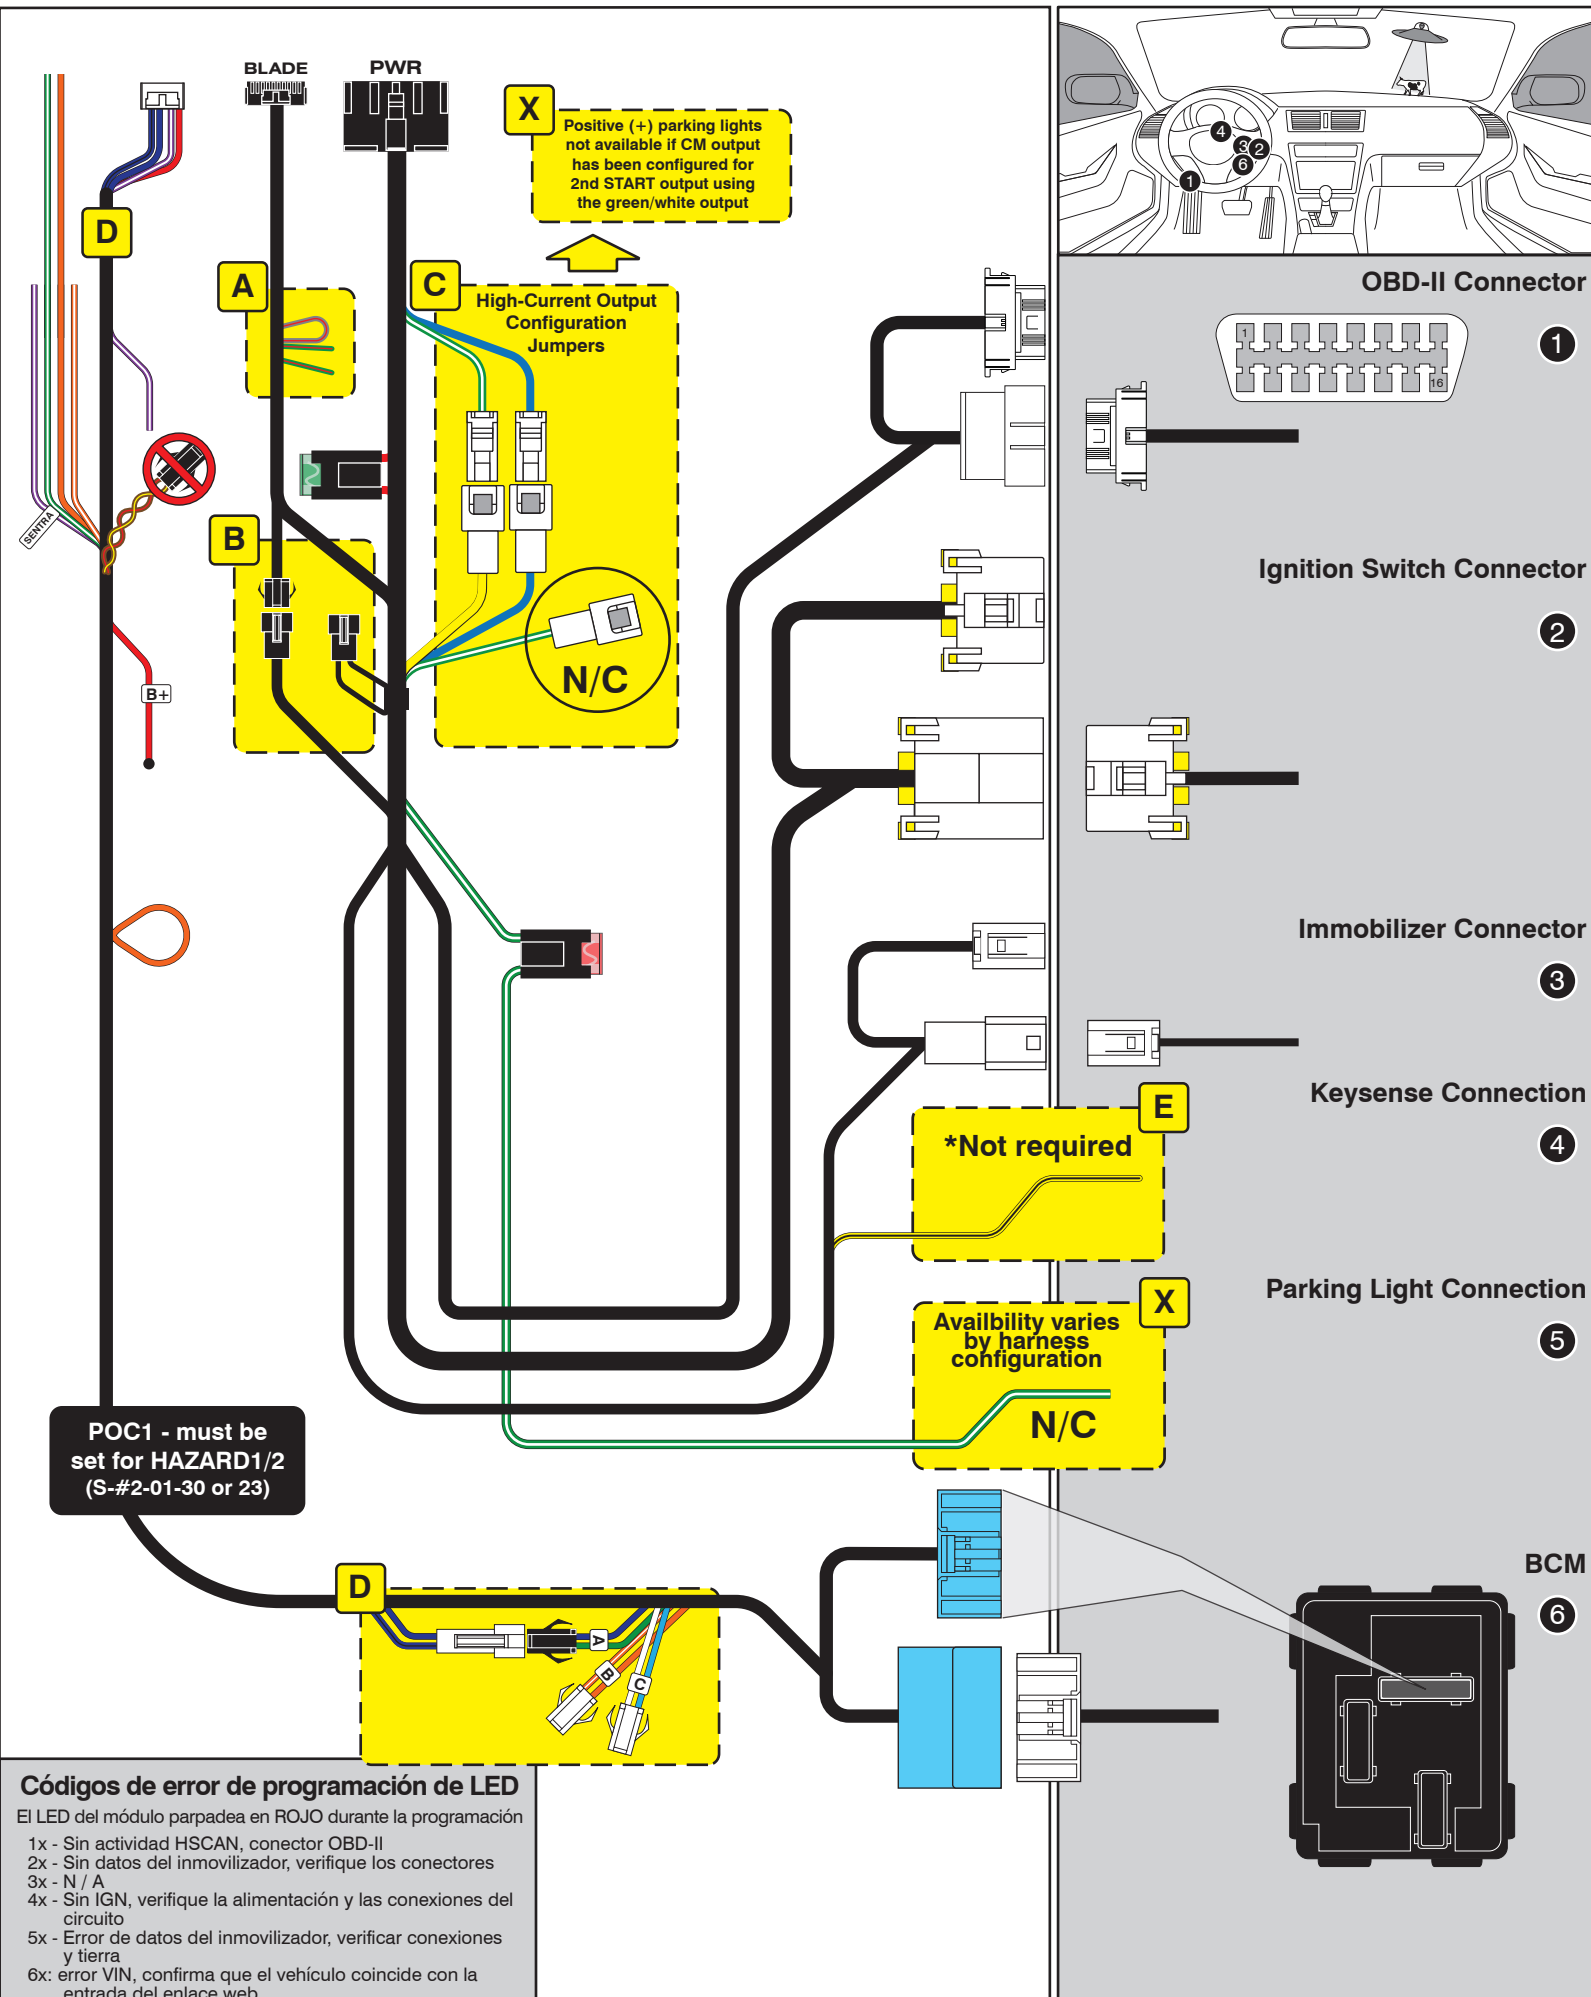 BLADE
PWR
X
Positive (+) parking lights
not available if CM output
has been configured for
2nd START output using
the green/white output
D
A
C
High-Current Output
Configuration
Jumpers
SENTRA
B
B+
N/C
4
3
2
6
1
OBD-II Connector
1
1
16
Ignition Switch Connector
2
Immobilizer Connector
3
Keysense Connection
4
E
*Not required
Parking Light Connection
5
X
Availbility varies
by harness
configuration
N/C
POC1 - must be
set for HAZARD1/2
(S-#2-01-30 or 23)
BCM
6
D
A
B
C
Códigos de error de programación de LED
El LED del módulo parpadea en ROJO durante la programación
1x - Sin actividad HSCAN, conector OBD-II
2x - Sin datos del inmovilizador, verifique los conectores
3x - N / A
4x - Sin IGN, verifique la alimentación y las conexiones del
circuito
5x - Error de datos del inmovilizador, verificar conexiones
y tierra
6x: error VIN, confirma que el vehículo coincide con la
entrada del enlace web